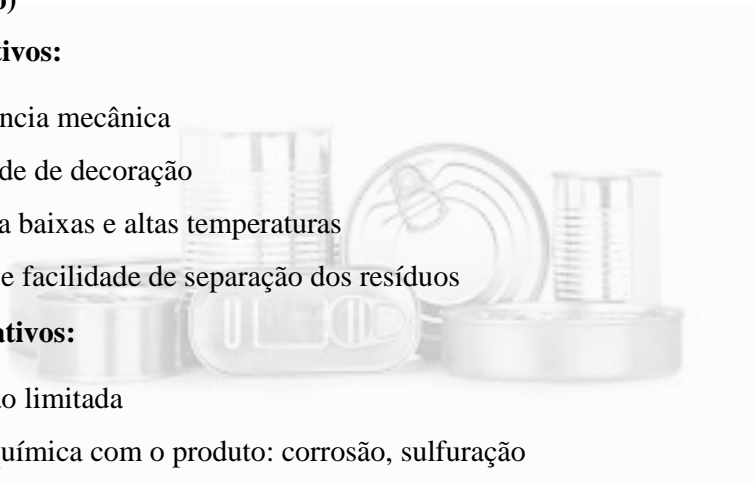 o)
tivos:
ncia mecânica
de de decoração
a baixas e altas temperaturas
e facilidade de separação dos resíduos
ativos:
o limitada
uímica com o produto: corrosão, sulfuração